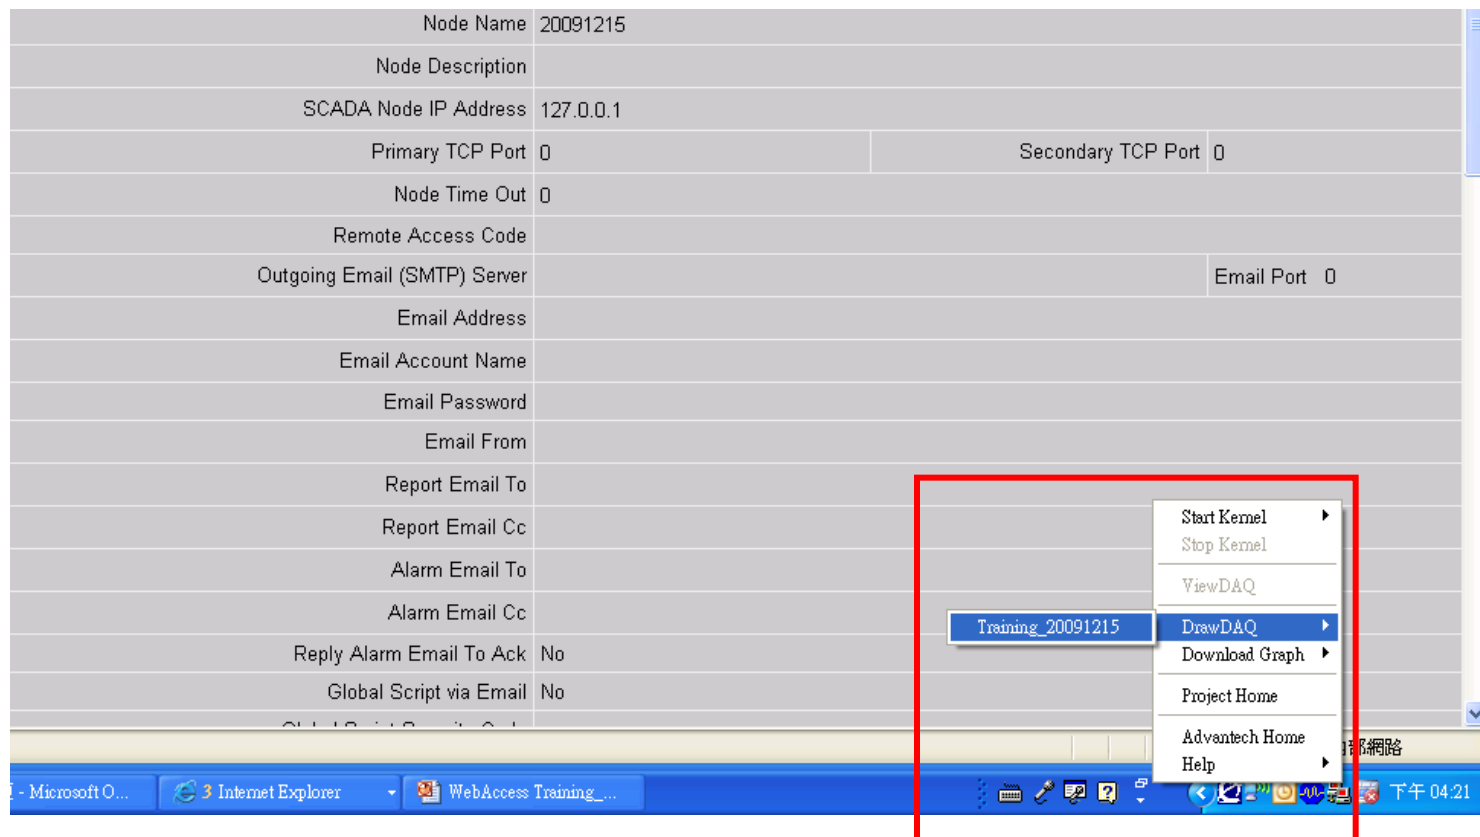 Node Name 20091215
Node Description
SCADA Node IP Address 127.0.0.1
Primary TCP Port 0 Secondary TCP Port 0
Node Time Out 0
Remote Access Code
Outgoing Email (SMTP) Server Email Port 0
Email Address
Email Account Name
Email Password
Email From
Report Email To
Report Email Cc
Alarm Email To
Alarm Email Cc
Reply Alarm Email To Ack No
Global Script via Email No
Start Kernel
Stop Kernel
ViewDAQ
Training_20091215 DrawDAQ
Download Graph
Project Home
Advantech Home
Help
部網路
- Microsoft O... 3 Internet Explorer WebAccess Training_... 下午 04:21